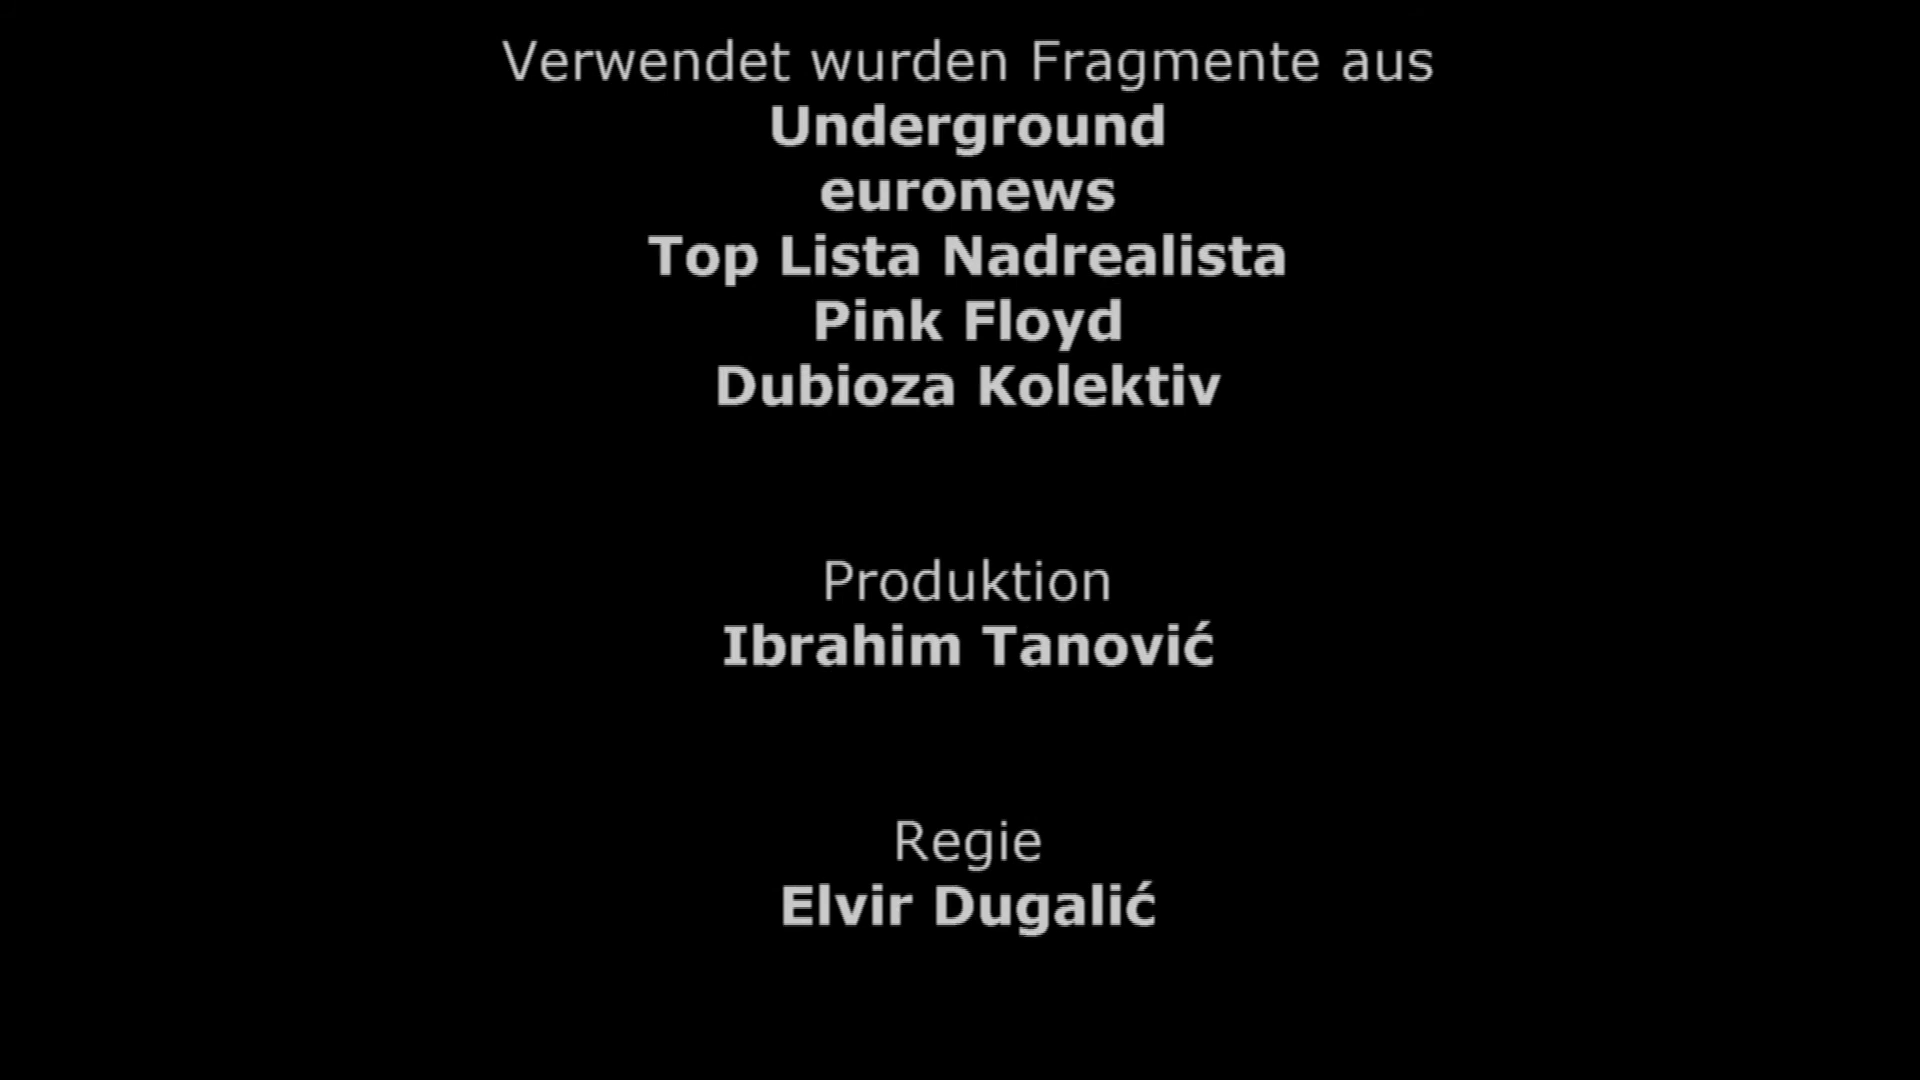 Verwendet wurden Fragmente aus
Underground
euronews
Top Lista Nadrealista
Pink Floyd
Dubioza Kolektiv
Produktion
Ibrahim Tanović
Regie
Elvir Dugalić